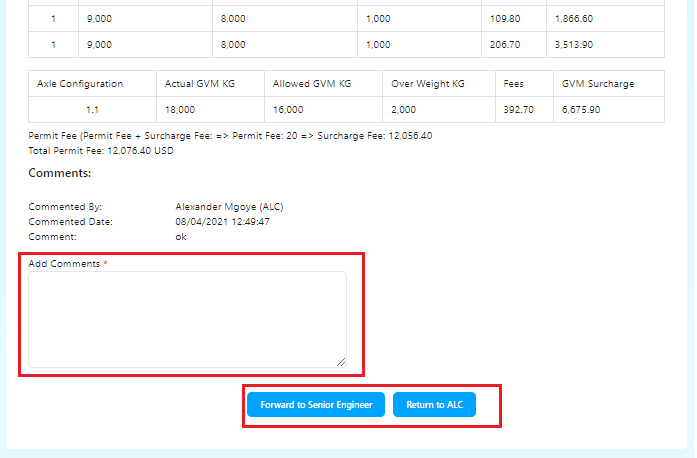 1 9,000 8,000 1,000 109.80 1,866.60
1 9,000 8,000 1,000 206.70 3,513.90
Axle Configuration Actual GVM KG Allowed GVM KG Over Weight KG Fees GVM Surcharge
1.1 18,000 16,000 2,000 392.70 6,675.90
Permit Fee (Permit Fee + Surcharge Fee: => Permit Fee: 20 => Surcharge Fee: 12,056.40
Total Permit Fee: 12,076.40 USD
Comments:
Commented By: Alexander Mgoye (ALC)
Commented Date: 08/04/2021 12:49:47
Comment: ok
Add Comments *
Forward to Senior Engineer Return to ALC